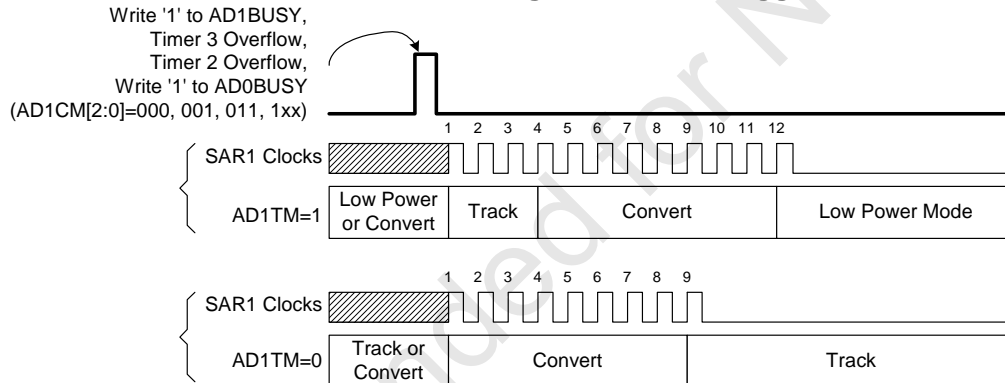 Write '1' to AD1BUSY,
Timer 3 Overflow,
Timer 2 Overflow,
Write '1' to AD0BUSY
(AD1CM[2:0]=000, 001, 011, 1xx)
1 2 3 4 5 6 7 8 9 10 11 12
SAR1 Clocks
AD1TM=1
Low Power
or Convert
Track
Convert
Low Power Mode
1 2 3 4 5 6 7 8 9
SAR1 Clocks
AD1TM=0
Track or
Convert
Convert
Track